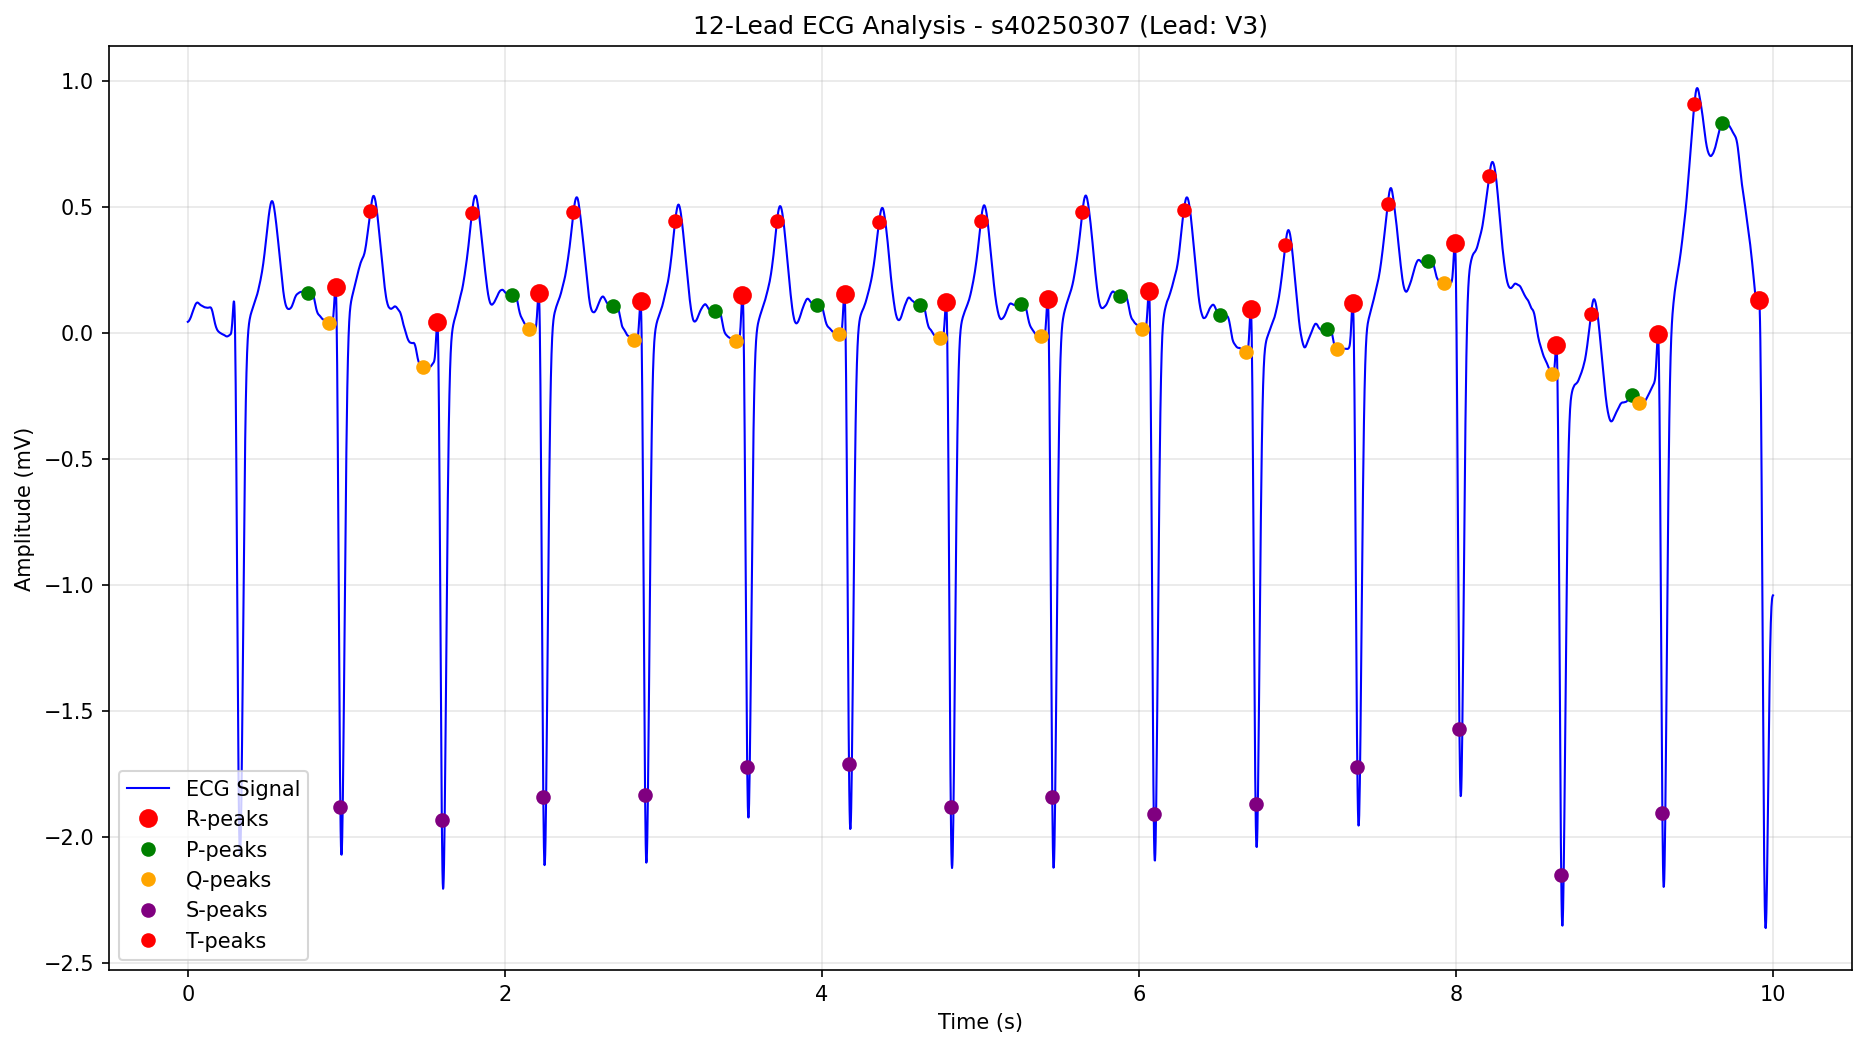 12-Lead ECG Analysis - s40250307 (Lead: V3)
Amplitude (mV)
1.0
0.5
0.0
−0.5
−1.0
−1.5
−2.0
−2.5
ECG Signal
R-peaks
P-peaks
Q-peaks
S-peaks
T-peaks
0 2 4 6 8 10
Time (s)